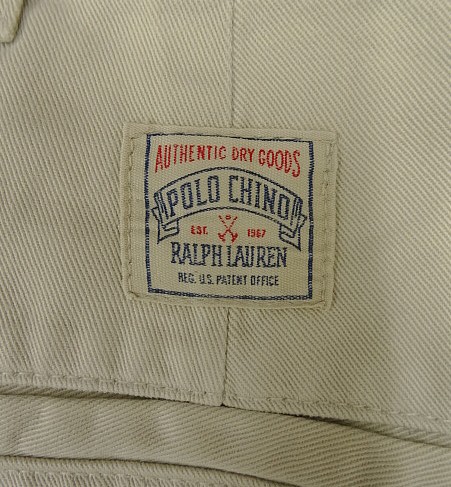 AUTHENTIC DRY GOODS
POLO CHINO
EST. 1967
RALPH LAUREN
REG. U.S. PATENT OFFICE